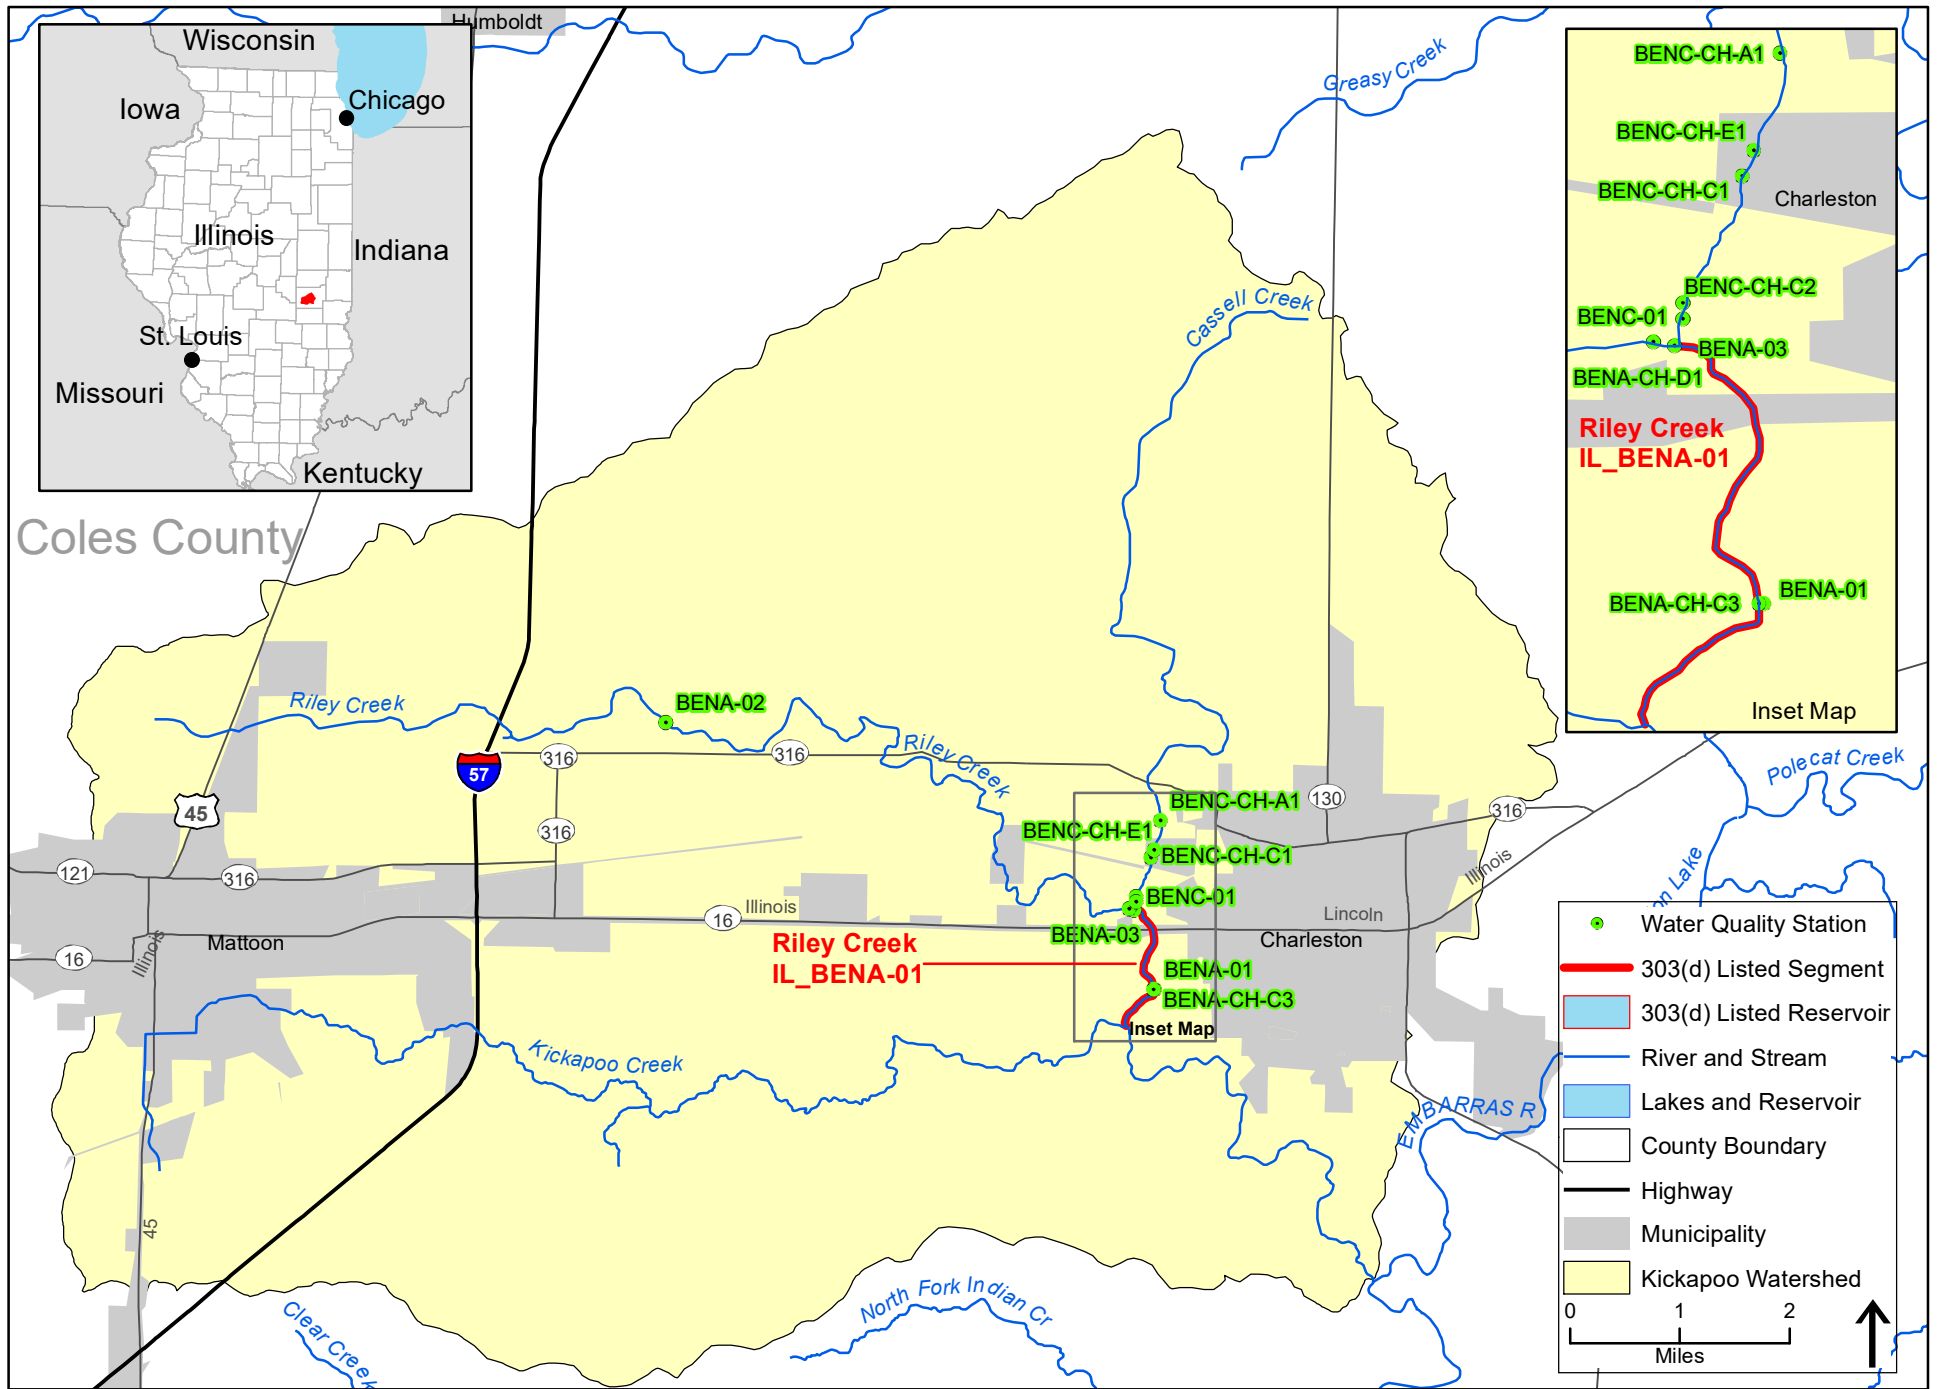 Humboldt
Wisconsin
Iowa
Chicago
Illinois
Indiana
St. Louis
Missouri
Kentucky
Coles County
Greasy Creek
Cassell Creek
BENC-CH-A1
BENC-CH-E1
BENC-CH-C1
Charleston
BENC-CH-C2
BENC-01
BENA-03
BENA-CH-D1
Riley Creek
IL_BENA-01
BENA-01
BENA-CH-C3
Inset Map
Riley Creek
BENA-02
Riley Creek
57
316
316
316
45
121
316
16
Illinois
Mattoon
16
Illinois
45
BENC-CH-A1
BENC-CH-E1
BENC-CH-C1
BENC-01
BENA-03
BENA-01
BENA-CH-C3
Inset Map
Riley Creek
IL_BENA-01
130
316
Illinois
Lincoln
Charleston
Polecat Creek
on Lake
Kickapoo Creek
EMBARRAS R
North Fork Indian Cr
Clear Creek
Water Quality Station
303(d) Listed Segment
303(d) Listed Reservoir
River and Stream
Lakes and Reservoir
County Boundary
Highway
Municipality
Kickapoo Watershed
0 1 2
Miles